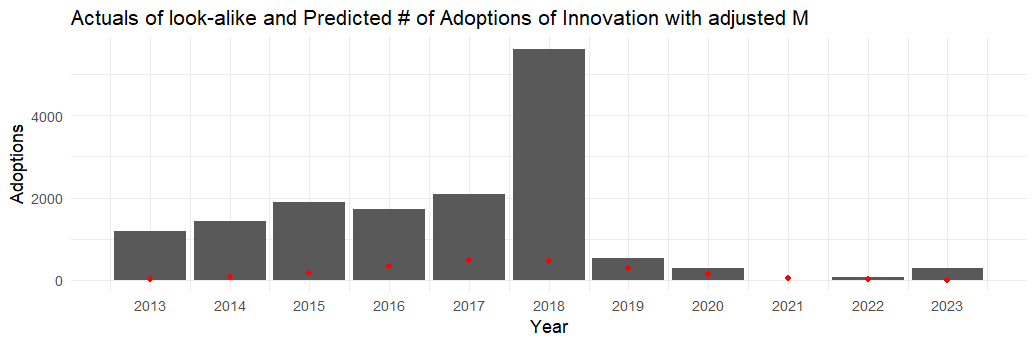 Actuals of look-alike and Predicted # of Adoptions of Innovation with adjusted M
Adoptions
4000
2000
0
2013 2014 2015 2016 2017 2018 2019 2020 2021 2022 2023
Year